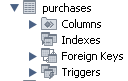 purchases
Columns
Indexes
Foreign Keys
Triggers